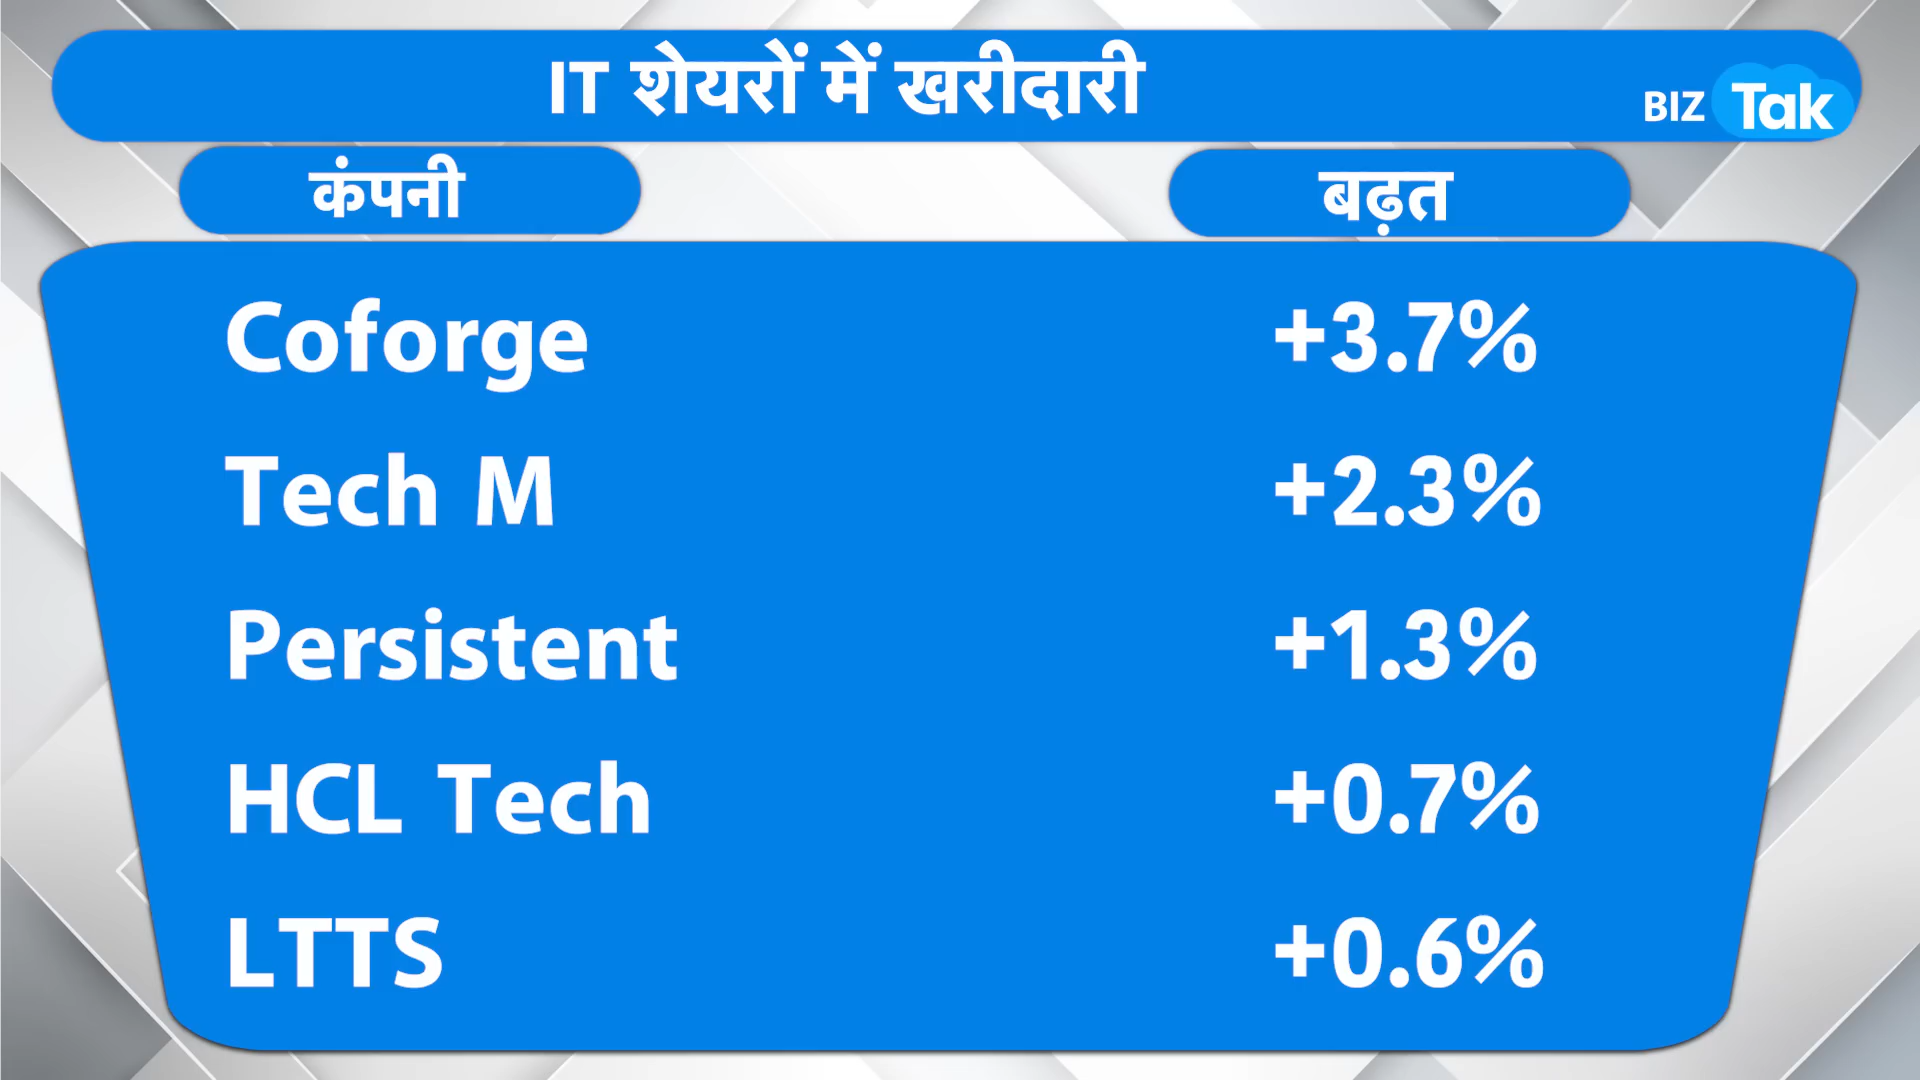 IT शेयरों में खरीदारी
BIZ Tak
कंपनी बढ़त
Coforge +3.7%
Tech M +2.3%
Persistent +1.3%
HCL Tech +0.7%
LTTS +0.6%